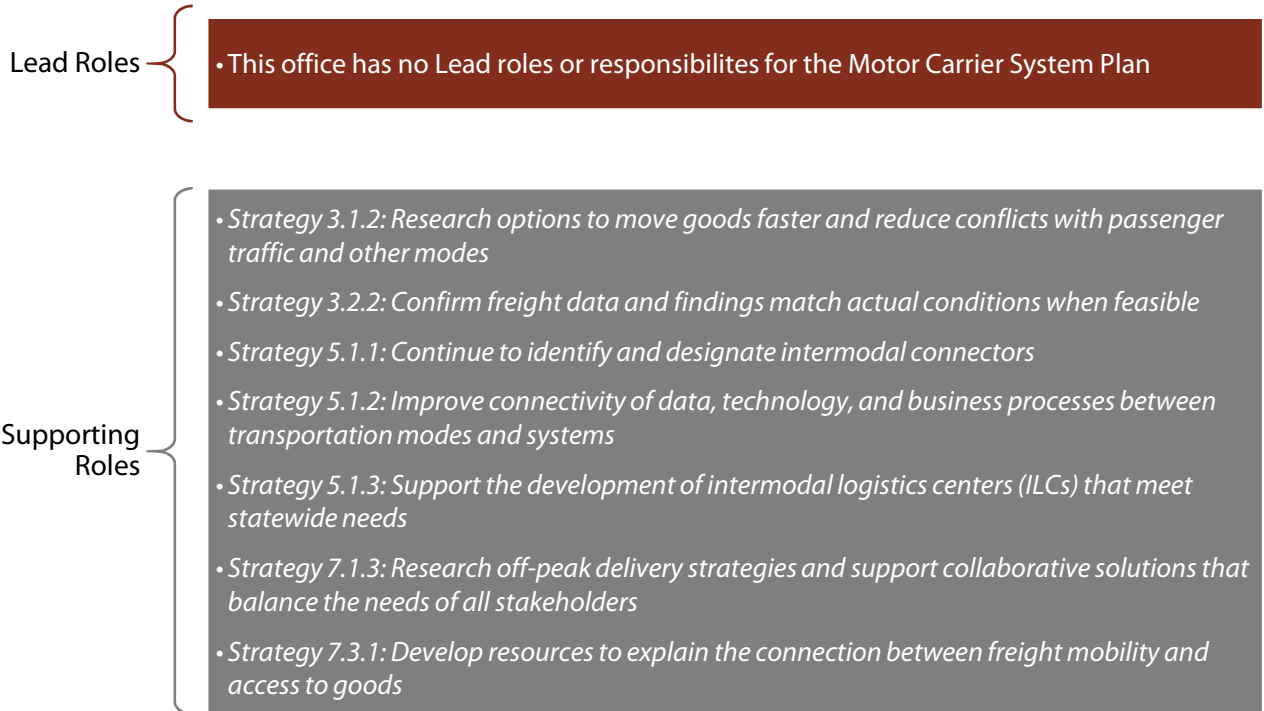 Lead Roles
• This office has no Lead roles or responsibilites for the Motor Carrier System Plan
Supporting
Roles
• Strategy 3.1.2: Research options to move goods faster and reduce conflicts with passenger
traffic and other modes
• Strategy 3.2.2: Confirm freight data and findings match actual conditions when feasible
• Strategy 5.1.1: Continue to identify and designate intermodal connectors
• Strategy 5.1.2: Improve connectivity of data, technology, and business processes between
transportation modes and systems
• Strategy 5.1.3: Support the development of intermodal logistics centers (ILCs) that meet
statewide needs
• Strategy 7.1.3: Research off-peak delivery strategies and support collaborative solutions that
balance the needs of all stakeholders
• Strategy 7.3.1: Develop resources to explain the connection between freight mobility and
access to goods